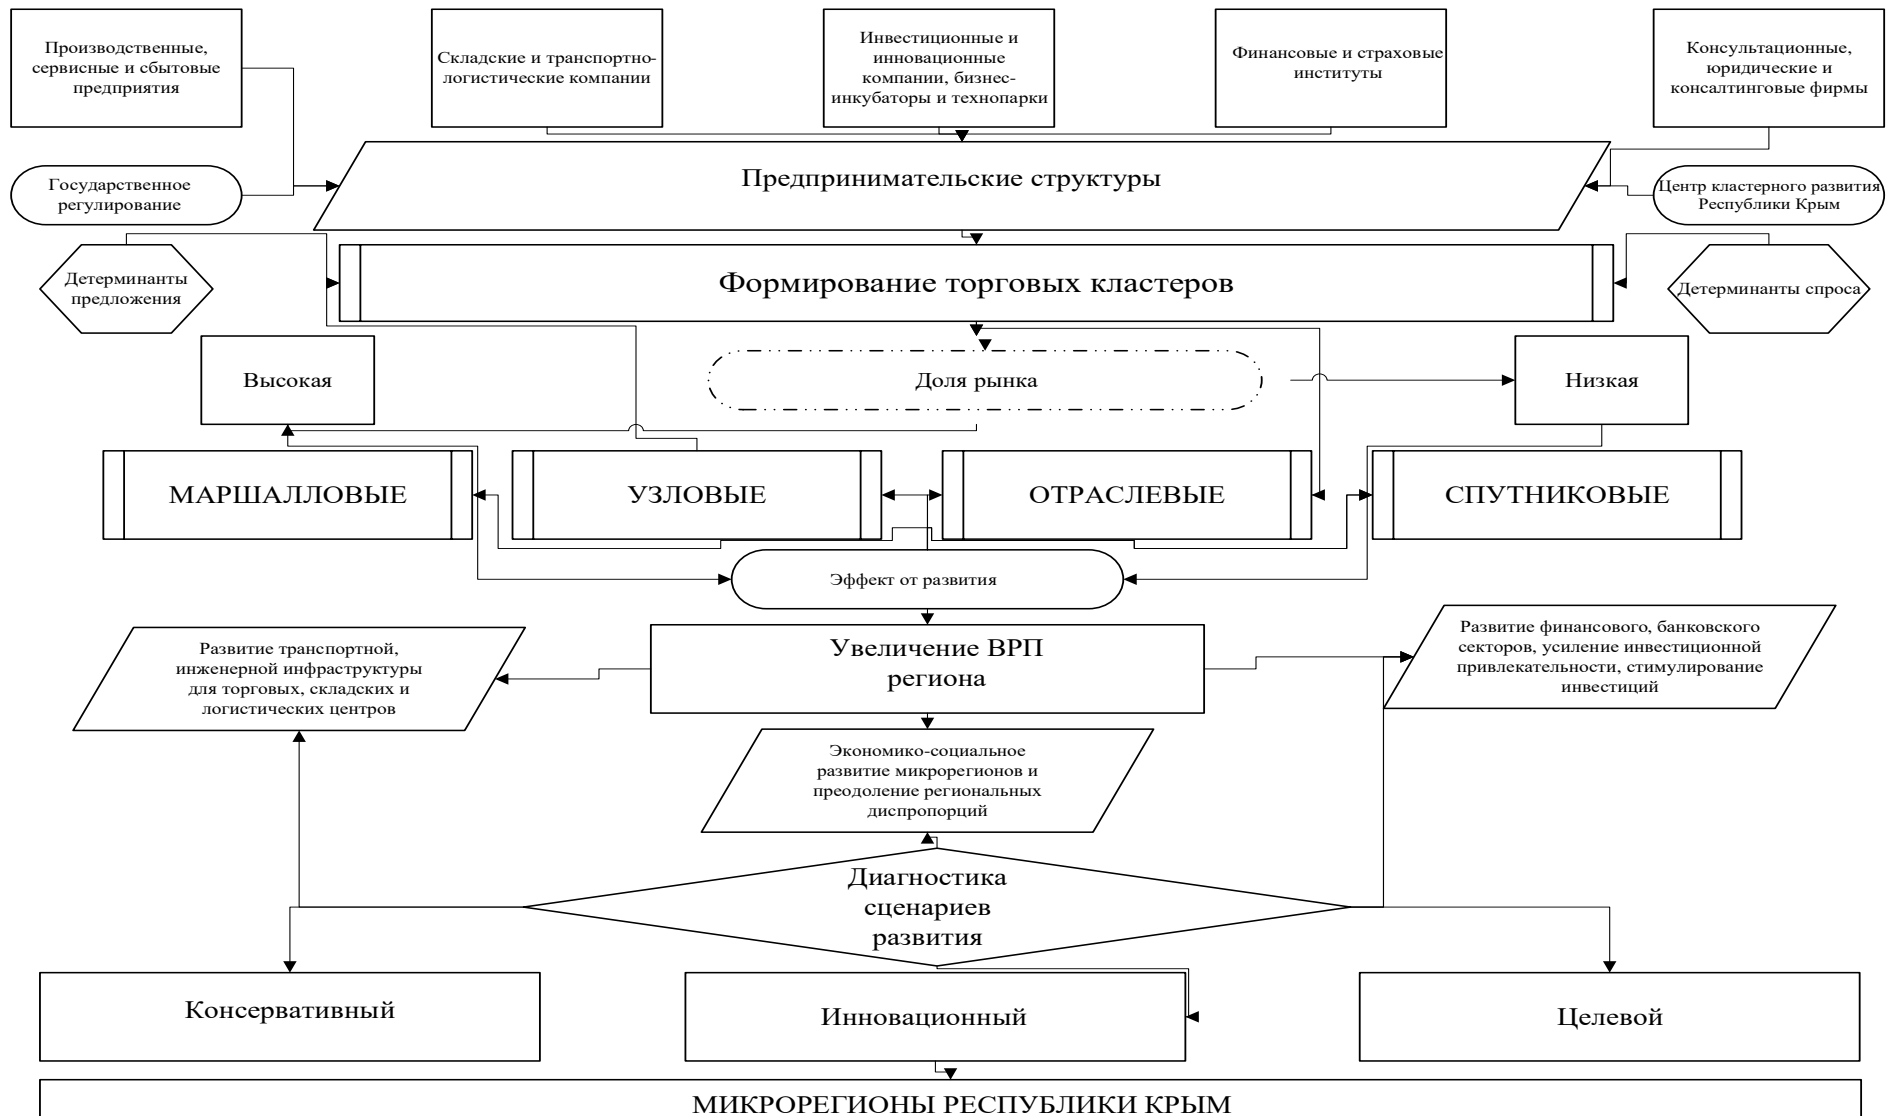 Производственные,
сервисные и сбытовые
предприятия
Складские и транспортно-
логистические компании
Инвестиционные и
инновационные
компании, бизнес-
инкубаторы и технопарки
Финансовые и страховые
институты
Консультационные,
юридические и
консалтинговые фирмы
Государственное
регулирование
Предпринимательские структуры
Центр кластерного развития
Республики Крым
Детерминанты
предложения
Формирование торговых кластеров
Детерминанты спроса
Высокая
Доля рынка
Низкая
МАРШАЛЛОВЫЕ
УЗЛОВЫЕ
ОТРАСЛЕВЫЕ
СПУТНИКОВЫЕ
Эффект от развития
Развитие транспортной,
инженерной инфраструктуры
для торговых, складских и
логистических центров
Увеличение ВРП
региона
Развитие финансового, банковского
секторов, усиление инвестиционной
привлекательности, стимулирование
инвестиций
Экономико-социальное
развитие микрорегионов и
преодоление региональных
диспропорций
Диагностика
сценариев
развития
Консервативный
Инновационный
Целевой
МИКРОРЕГИОНЫ РЕСПУБЛИКИ КРЫМ